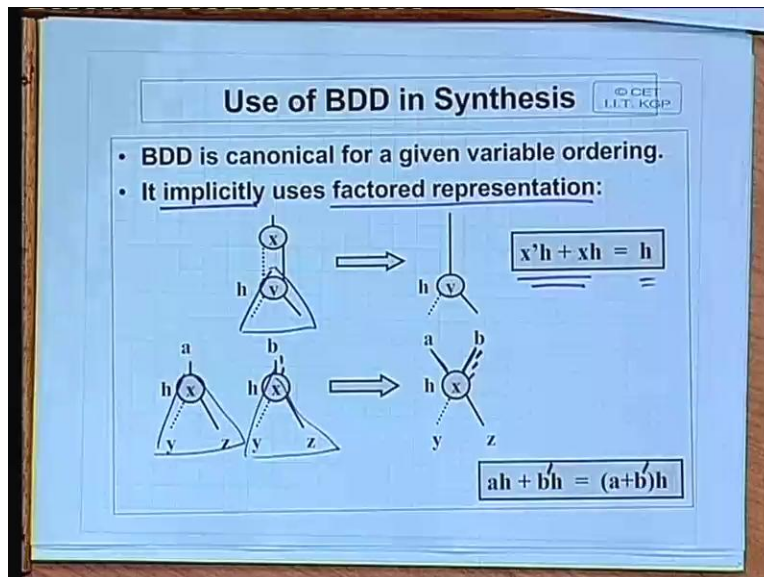 Use of BDD in Synthesis
© CET
I.I.T. KGP
• BDD is canonical for a given variable ordering.
• It implicitly uses factored representation:
x
h
v
h
v
x'h + xh = h
a
b
h
x
h
x
y
z
y
z
a
b
h
x
y
z
ah + b'h = (a+b')h